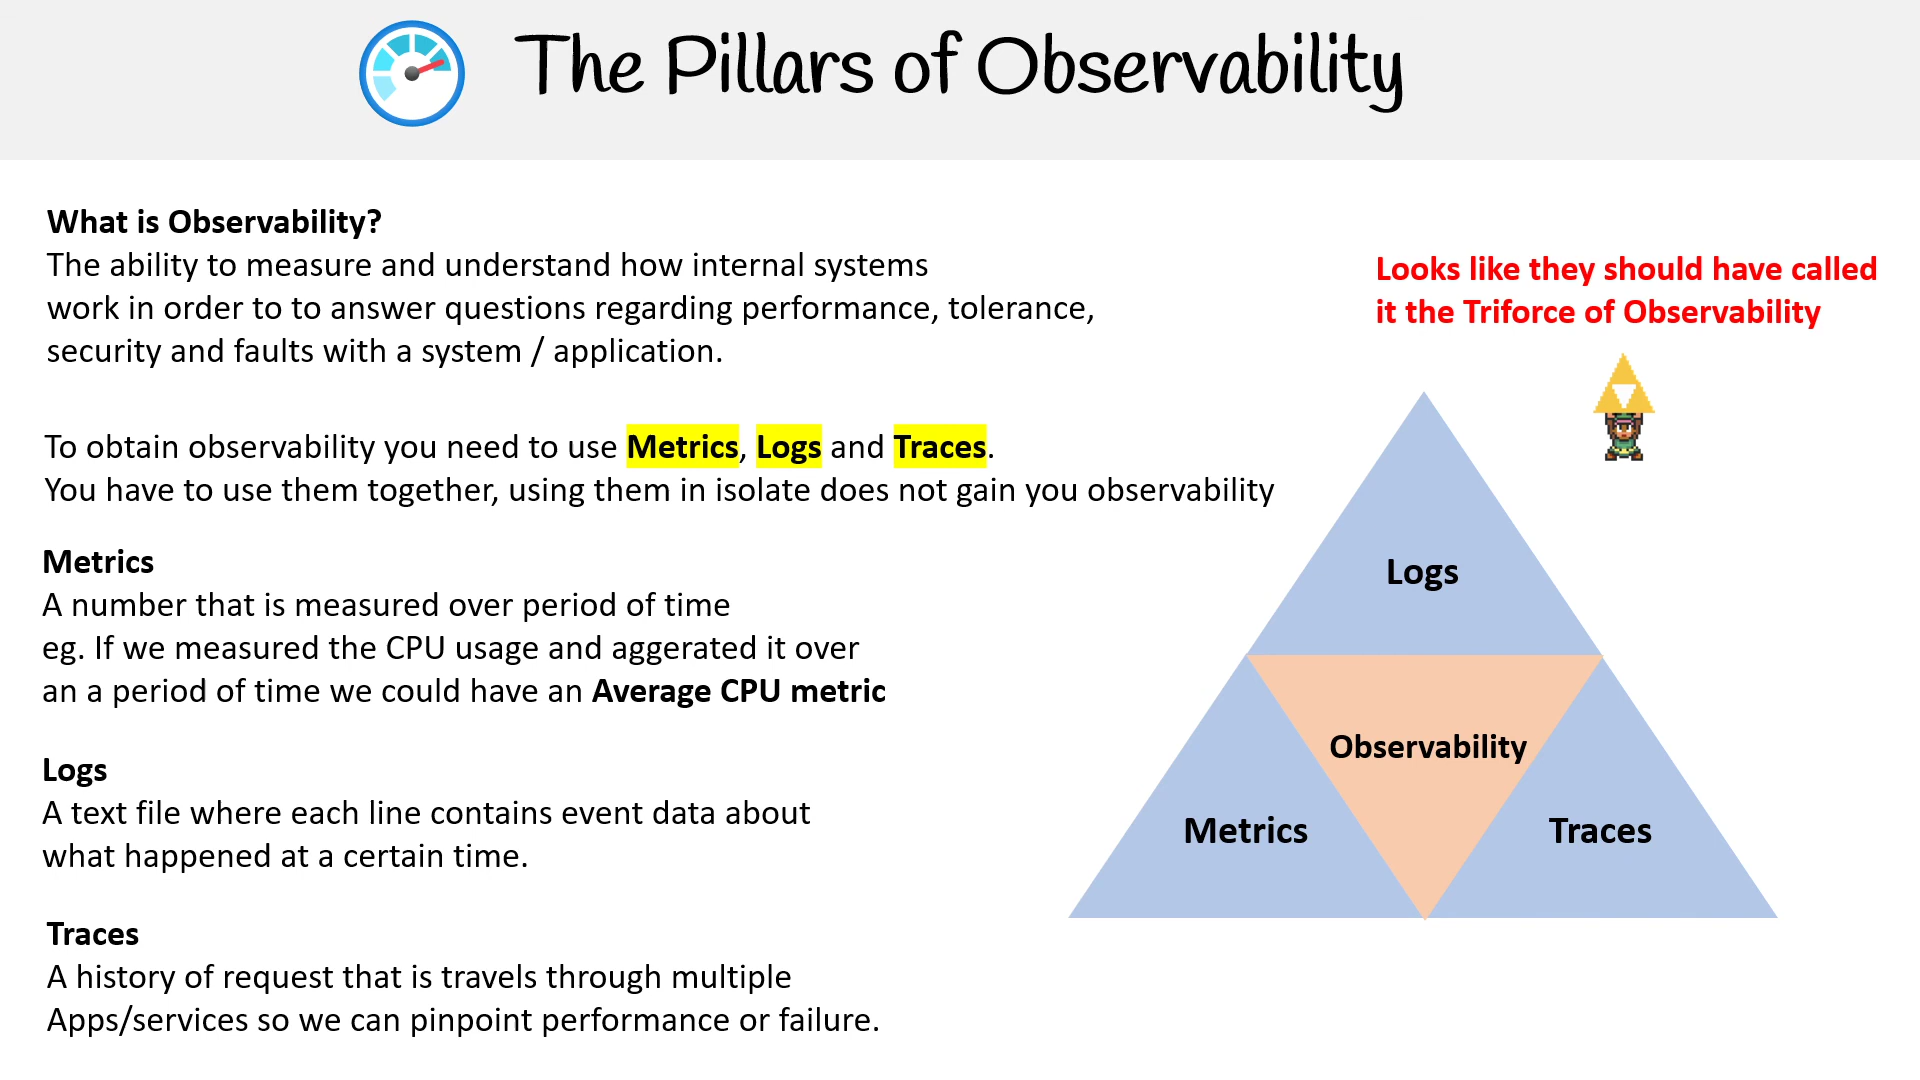 The Pillars of Observability
What is Observability?
The ability to measure and understand how internal systems
work in order to to answer questions regarding performance, tolerance,
security and faults with a system / application.
To obtain observability you need to use Metrics, Logs and Traces.
You have to use them together, using them in isolate does not gain you observability
Metrics
A number that is measured over period of time
eg. If we measured the CPU usage and aggerated it over
an a period of time we could have an Average CPU metric
Logs
A text file where each line contains event data about
what happened at a certain time.
Traces
A history of request that is travels through multiple
Apps/services so we can pinpoint performance or failure.
Looks like they should have called
it the Triforce of Observability
Logs
Observability
Metrics
Traces